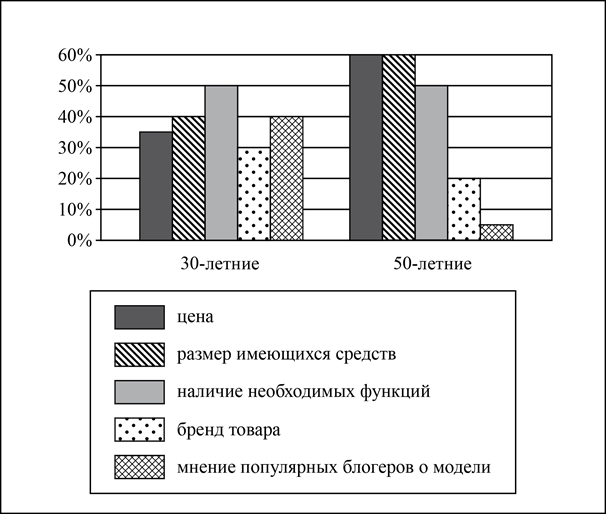 60%
50%
40%
30%
20%
10%
0%
30-летние 50-летние
цена
размер имеющихся средств
наличие необходимых функций
бренд товара
мнение популярных блогеров о модели